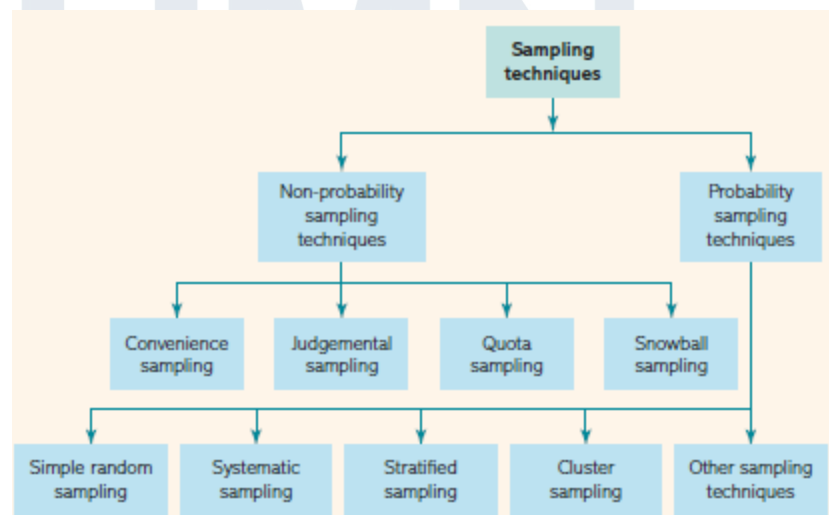 Sampling
techniques
Non-probability
sampling
techniques
Probability
sampling
techniques
Convenience
sampling
Judgemental
sampling
Quota
sampling
Snowball
sampling
Simple random
sampling
Systematic
sampling
Stratified
sampling
Cluster
sampling
Other sampling
techniques